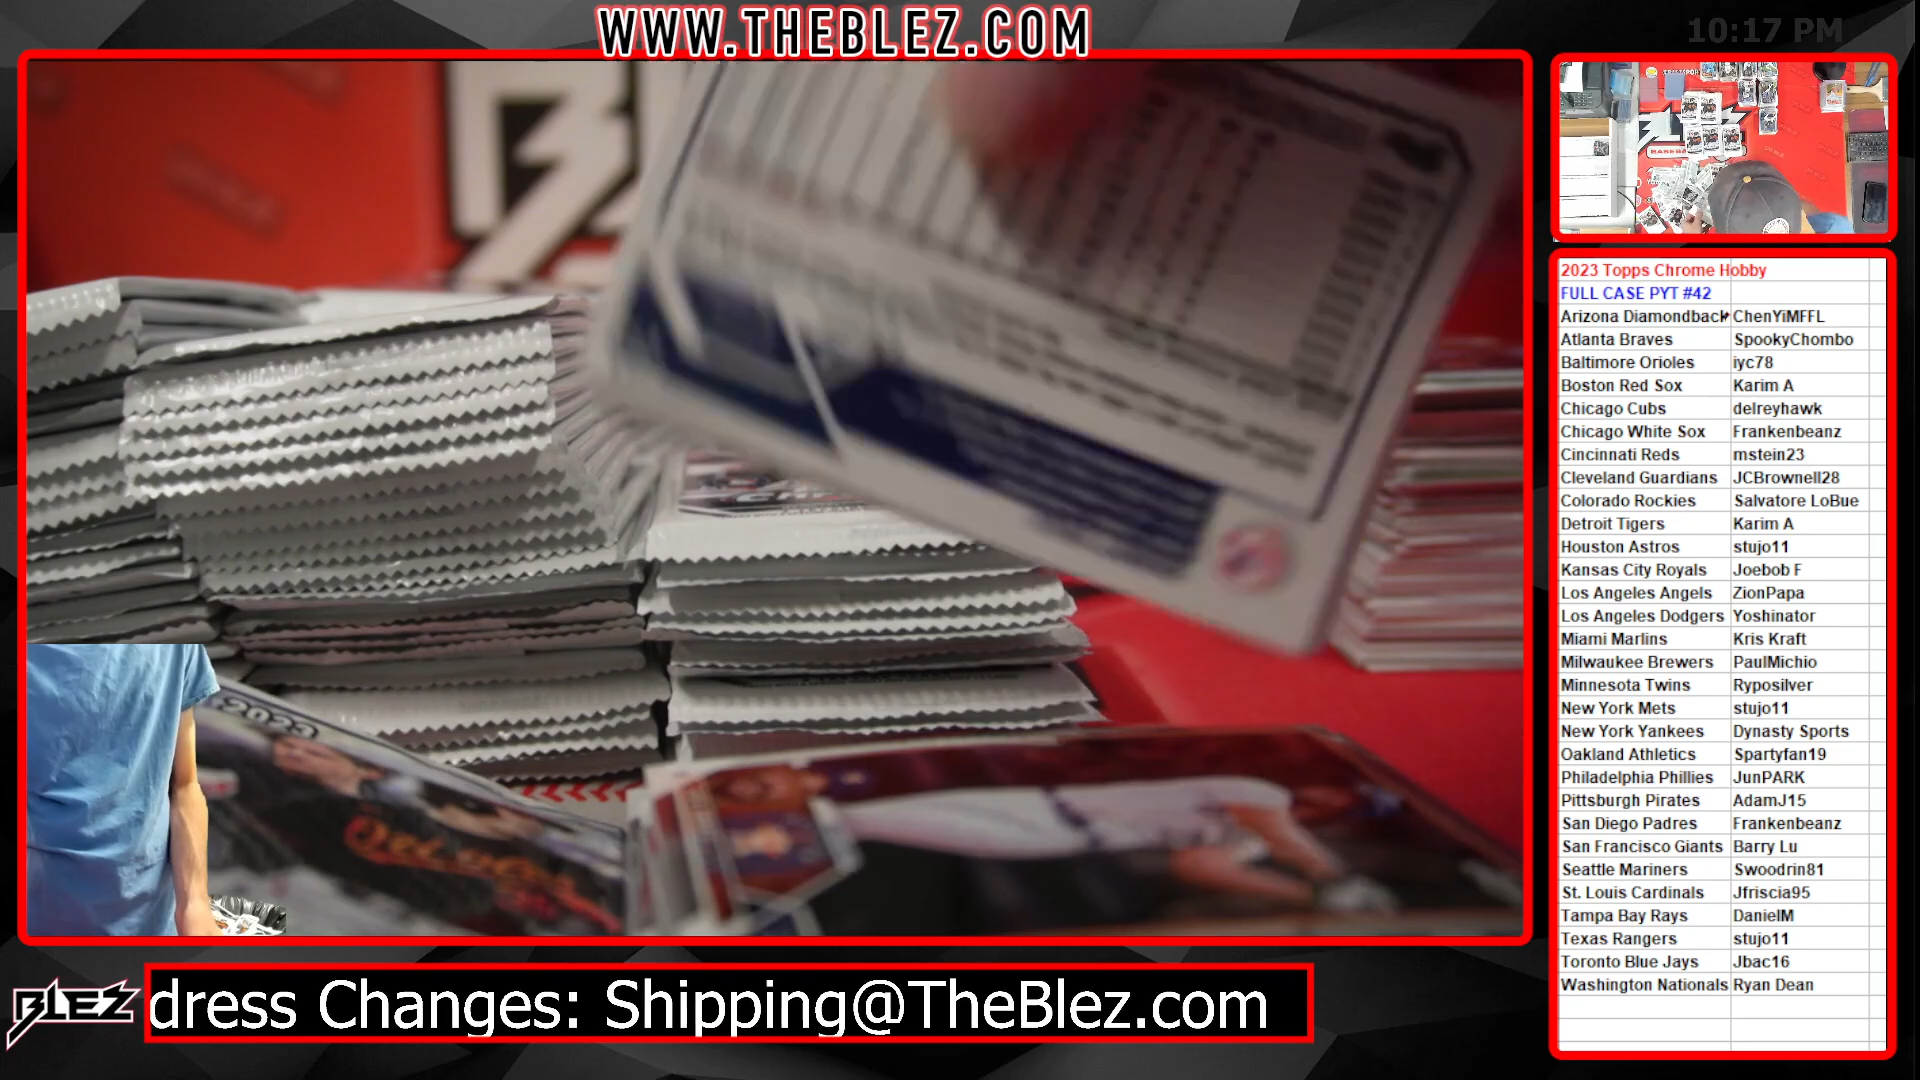 WWW.THEBLEZ.COM
10:17 PM
2023 Topps Chrome Hobby
FULL CASE PYT #42
Arizona Diamondback ChenYiMFFL
Atlanta Braves SpookyChombo
Baltimore Orioles iyc78
Boston Red Sox Karim A
Chicago Cubs delreyhawk
Chicago White Sox Frankenbeanz
Cincinnati Reds mstein23
Cleveland Guardians JCBrownell28
Colorado Rockies Salvatore LoBue
Detroit Tigers Karim A
Houston Astros stujo11
Kansas City Royals Joebob F
Los Angeles Angels ZionPapa
Los Angeles Dodgers Yoshinator
Miami Marlins Kris Kraft
Milwaukee Brewers PaulMichio
Minnesota Twins Ryposilver
New York Mets stujo11
New York Yankees Dynasty Sports
Oakland Athletics Spartyfan19
Philadelphia Phillies JunPARK
Pittsburgh Pirates AdamJ15
San Diego Padres Frankenbeanz
San Francisco Giants Barry Lu
Seattle Mariners Swoodrin81
St. Louis Cardinals Jfriscia95
Tampa Bay Rays DanielM
Texas Rangers stujo11
Toronto Blue Jays Jbac16
Washington Nationals Ryan Dean
2023
Orioles
BLEZ
dress Changes: Shipping@TheBlez.com